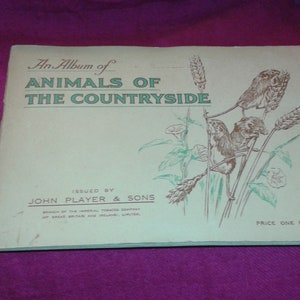 An Album of
ANIMALS OF
THE COUNTRYSIDE
ISSUED BY
JOHN PLAYER & SONS
BRANCH OF THE IMPERIAL TOBACCO COMPANY
OF GREAT BRITAIN AND IRELAND, LIMITED.
PRICE ONE